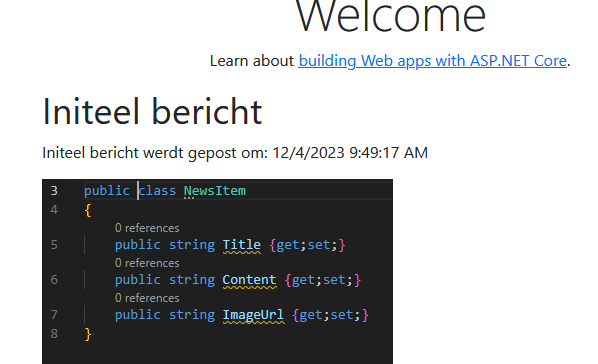 Welcome
Learn about building Web apps with ASP.NET Core.
Initeel bericht
Initeel bericht werdt gepost om: 12/4/2023 9:49:17 AM
3 public class NewsItem
4 {
0 references
5 public string Title {get;set;}
0 references
6 public string Content {get;set;}
0 references
7 public string ImageUrl {get;set;}
8 }